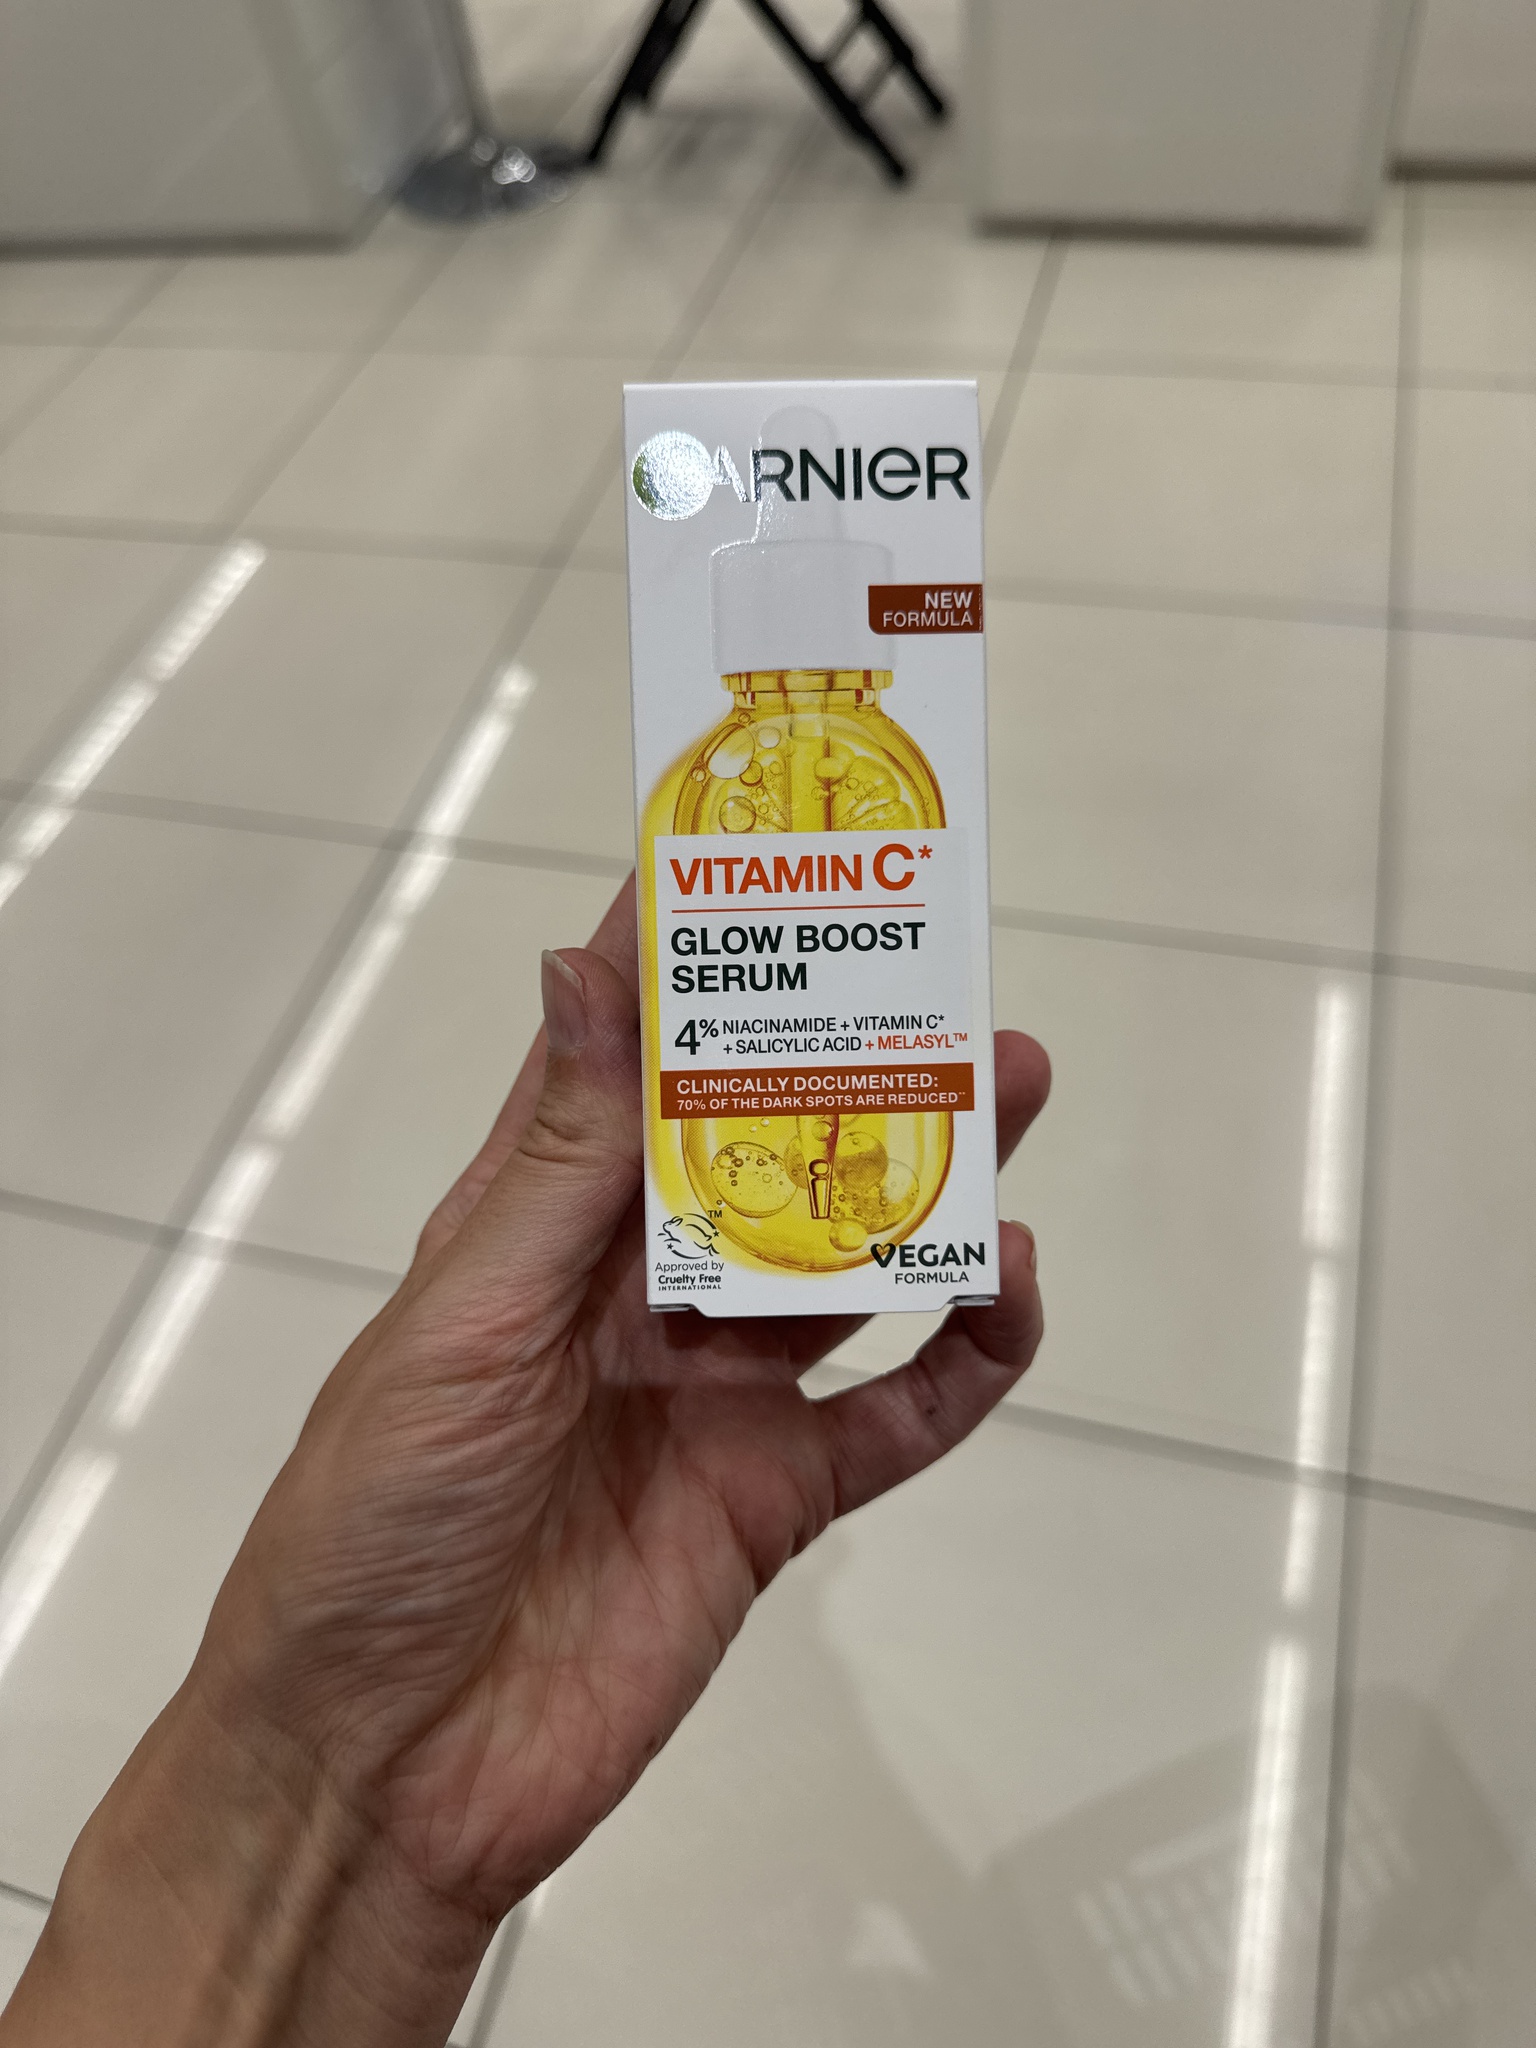 GARNIER
NEW
FORMULA
VITAMIN C*
GLOW BOOST
SERUM
4% NIACINAMIDE + VITAMIN C*
+ SALICYLIC ACID + MELASYL™
CLINICALLY DOCUMENTED:
70% OF THE DARK SPOTS ARE REDUCED**
TM
Approved by
Cruelty Free
INTERNATIONAL
VEGAN
FORMULA